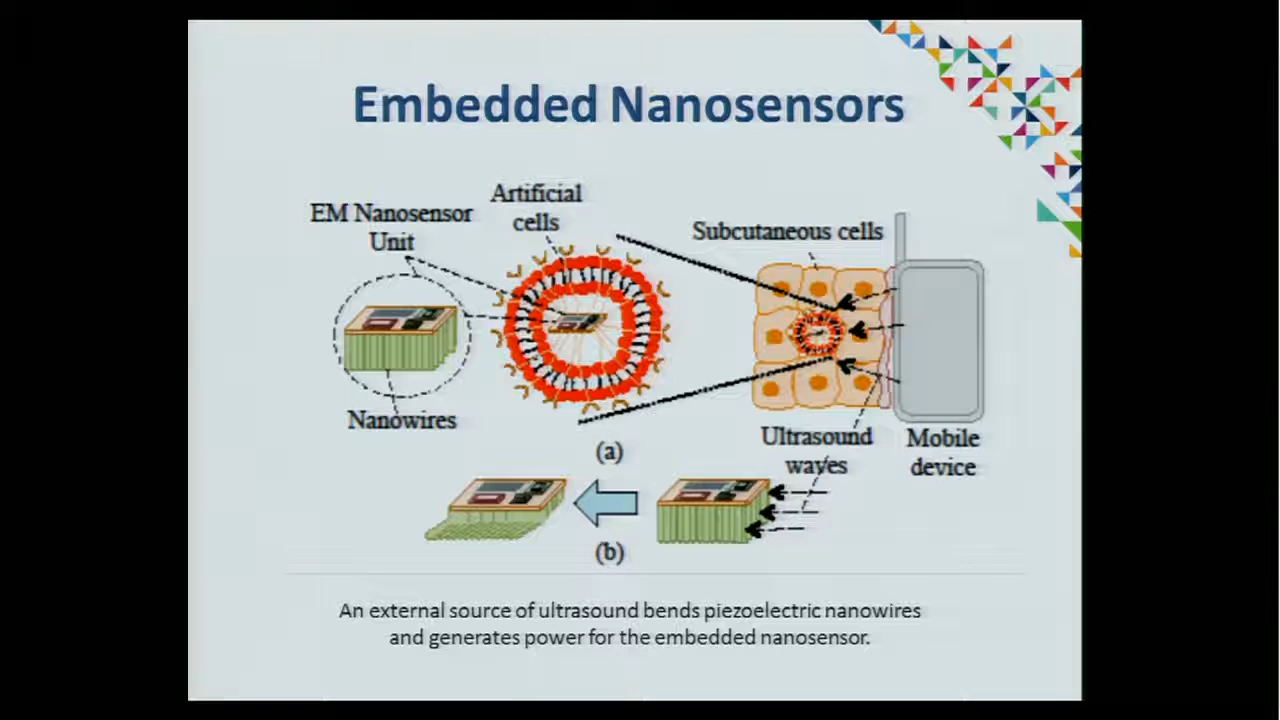 Embedded Nanosensors
Artificial
cells
EM Nanosensor
Unit
Subcutaneous cells
Nanowires
(a)
Ultrasound
waves
Mobile
device
(b)
An external source of ultrasound bends piezoelectric nanowires
and generates power for the embedded nanosensor.